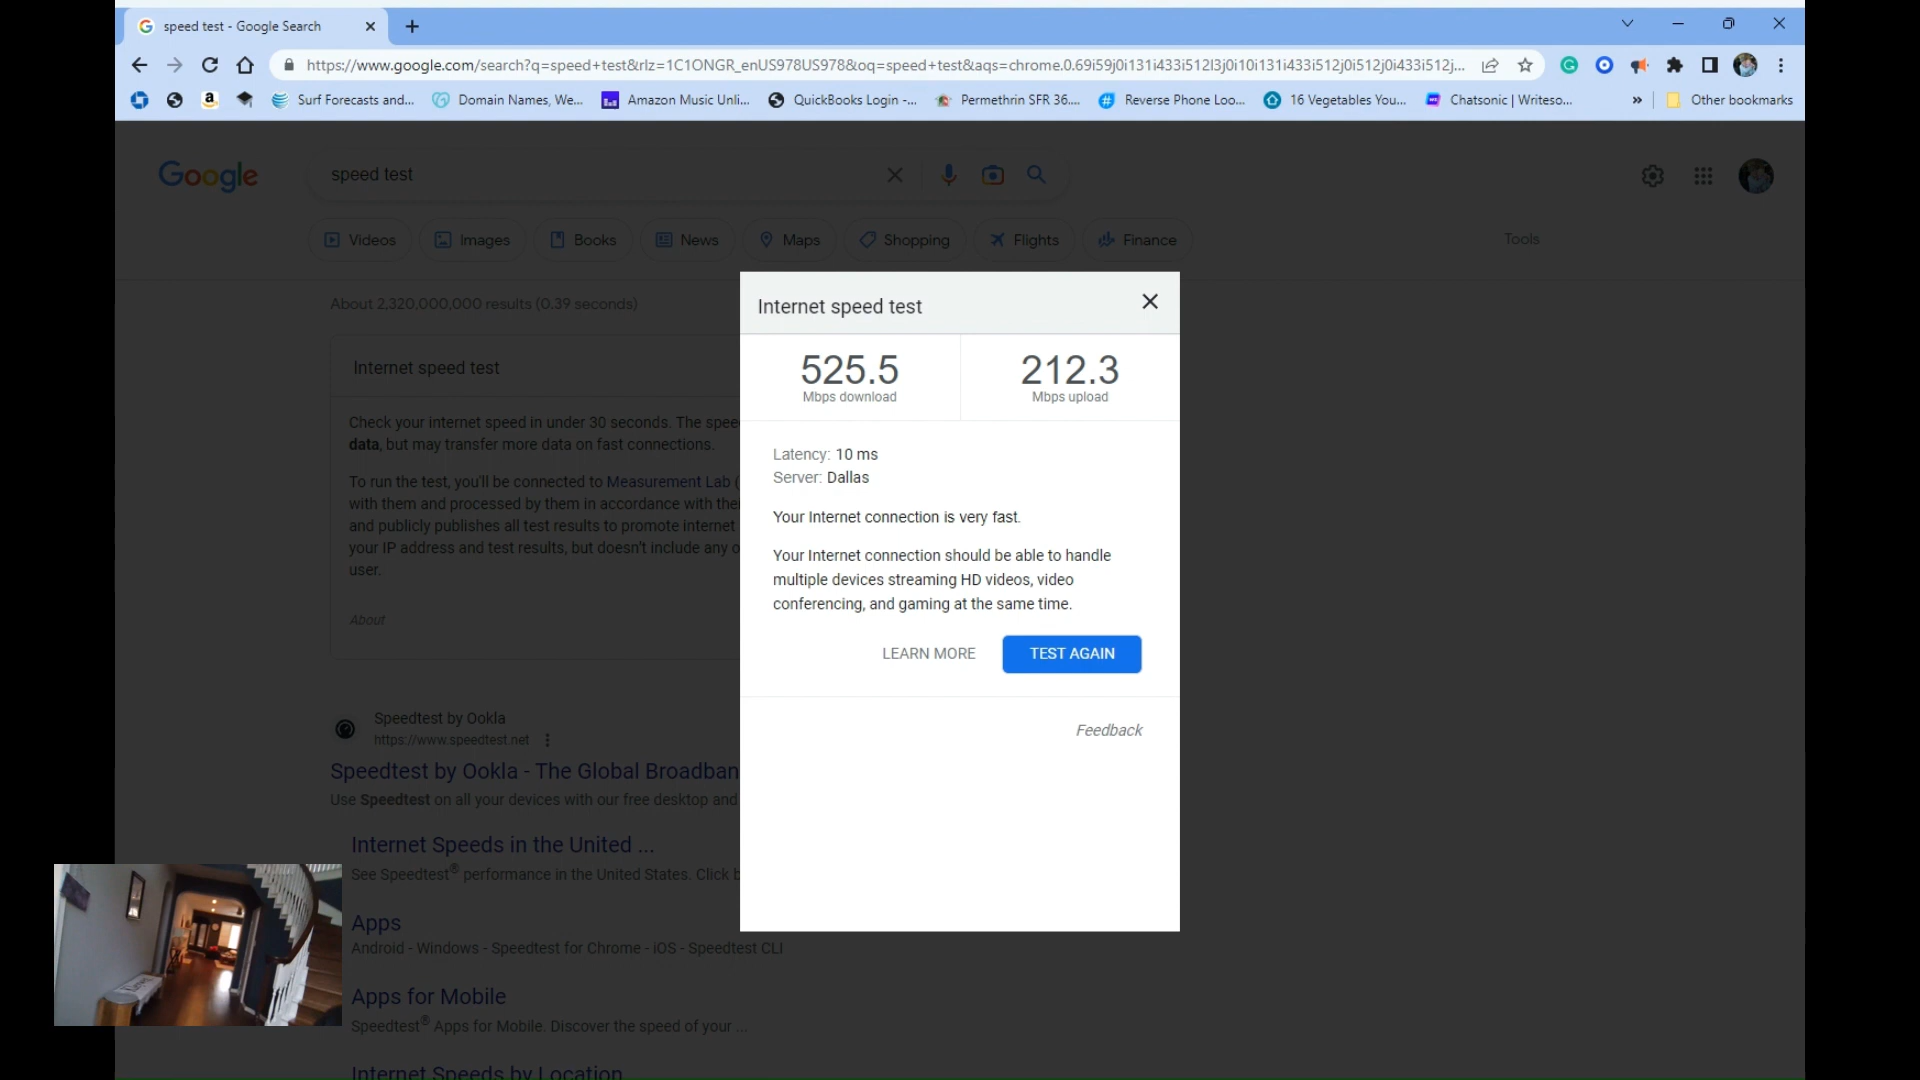 speed test - Google Search
https://www.google.com/search?q=speed+test&rlz=1C1ONGR_enUS978US978&oq=speed+test&aqs=chrome.0.69i59j0i131i433i512l3j0i10i131i433i512j0i512j0i433i512j...
Surf Forecasts and... Domain Names, We... Amazon Music Unli... QuickBooks Login -... Permethrin SFR 36.... Reverse Phone Loo... 16 Vegetables You... Chatsonic | Writeso... » Other bookmarks
Google speed test
Videos Images Books News Maps Shopping Flights Finance Tools
About 2,320,000,000 results (0.39 seconds)
Internet speed test
Check your internet speed in under 30 seconds. The spee
data, but may transfer more data on fast connections.
To run the test, you'll be connected to Measurement Lab (
with them and processed by them in accordance with thei
and publicly publishes all test results to promote internet
your IP address and test results, but doesn't include any o
user.
About
Internet speed test
525.5 212.3
Mbps download Mbps upload
Latency: 10 ms
Server: Dallas
Your Internet connection is very fast.
Your Internet connection should be able to handle
multiple devices streaming HD videos, video
conferencing, and gaming at the same time.
LEARN MORE TEST AGAIN
Feedback
Speedtest by Ookla
https://www.speedtest.net
Speedtest by Ookla - The Global Broadban
Use Speedtest on all your devices with our free desktop and
Internet Speeds in the United ...
See Speedtest® performance in the United States. Click b
Apps
Android - Windows - Speedtest for Chrome - iOS - Speedtest CLI
Apps for Mobile
Speedtest® Apps for Mobile. Discover the speed of your ...
Internet Speeds by Location